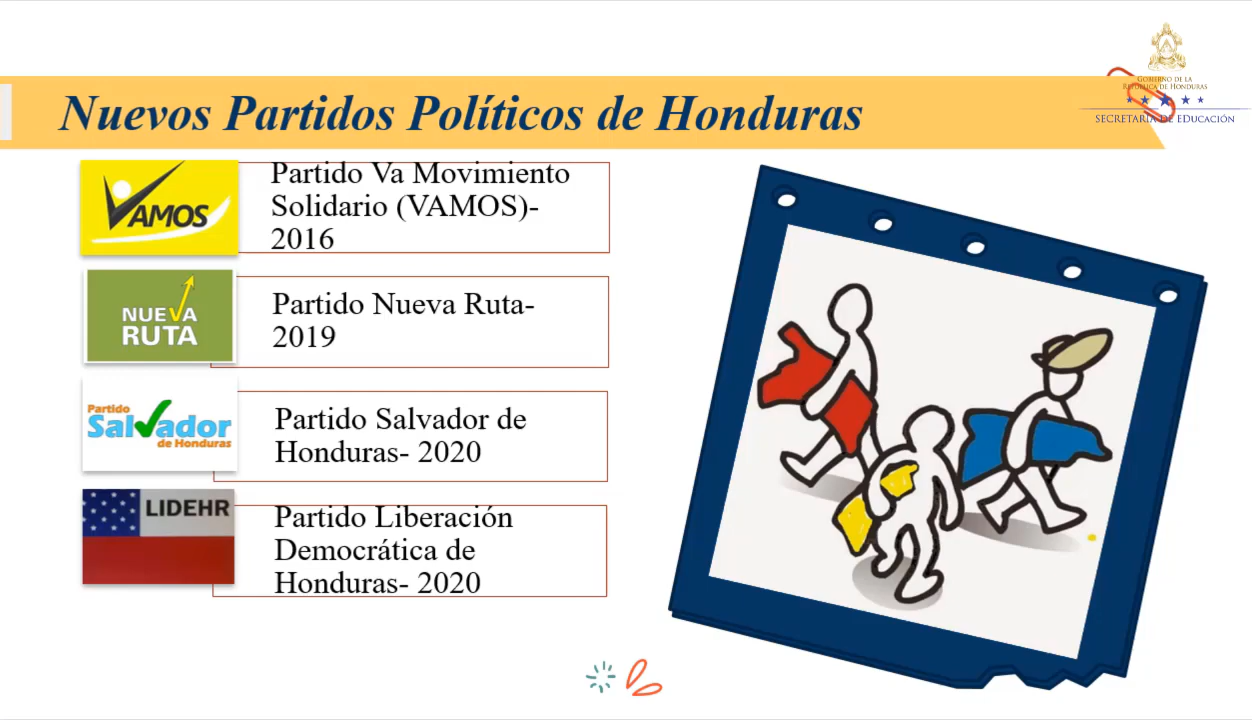 GOBIERNO DE LA
REPÚBLICA DE HONDURAS
SECRETARÍA DE EDUCACIÓN
Nuevos Partidos Políticos de Honduras
VAMOS
Partido Va Movimiento
Solidario (VAMOS)-
2016
NUEVA
RUTA
Partido Nueva Ruta-
2019
Partido
Salvador
de Honduras
Partido Salvador de
Honduras- 2020
LIDEHR
Partido Liberación
Democrática de
Honduras- 2020